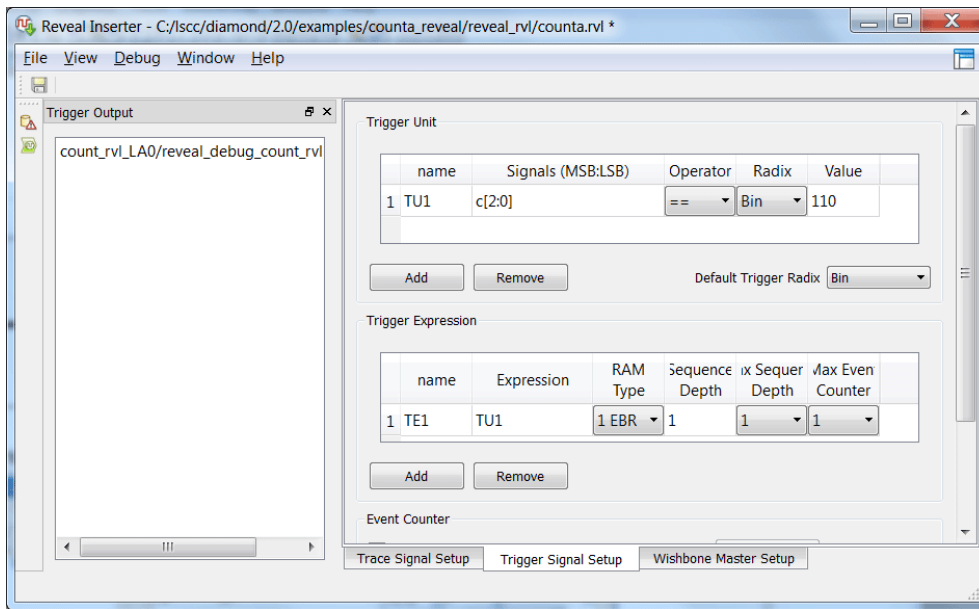 Reveal Inserter - C:/lscc/diamond/2.0/examples/counta_reveal/reveal_rvl/counta.rvl *
File View Debug Window Help
Trigger Output
count_rvl_LA0/reveal_debug_count_rvl
Trigger Unit
name Signals (MSB:LSB) Operator Radix Value
1 TU1 c[2:0] == Bin 110
Add Remove Default Trigger Radix Bin
Trigger Expression
RAM Sequence ax Sequer Max Even
name Expression Type Depth Depth Counter
1 TE1 TU1 1 EBR 1 1 1
Add Remove
Event Counter
Trace Signal Setup Trigger Signal Setup Wishbone Master Setup